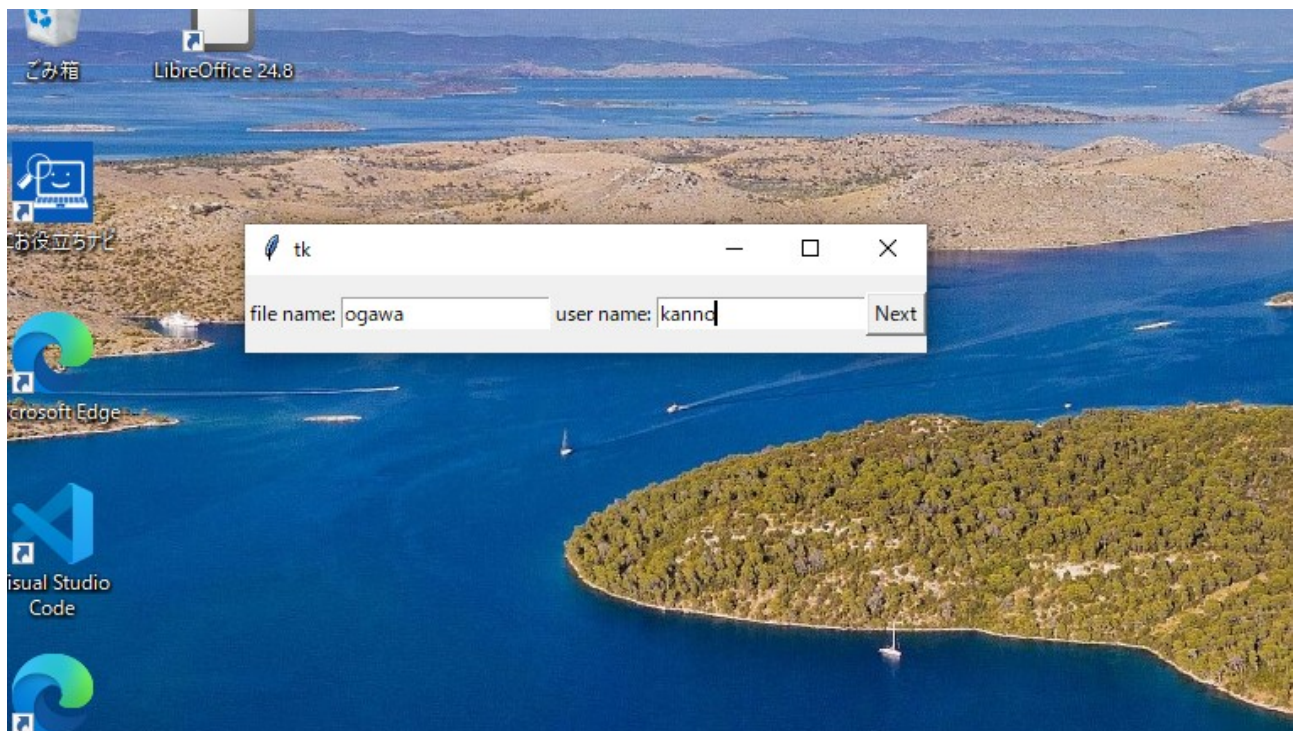 ごみ箱
LibreOffice 24.8
お役立ちナビ
tk
file name: ogawa user name: kanno Next
crosoft Edge
isual Studio
Code